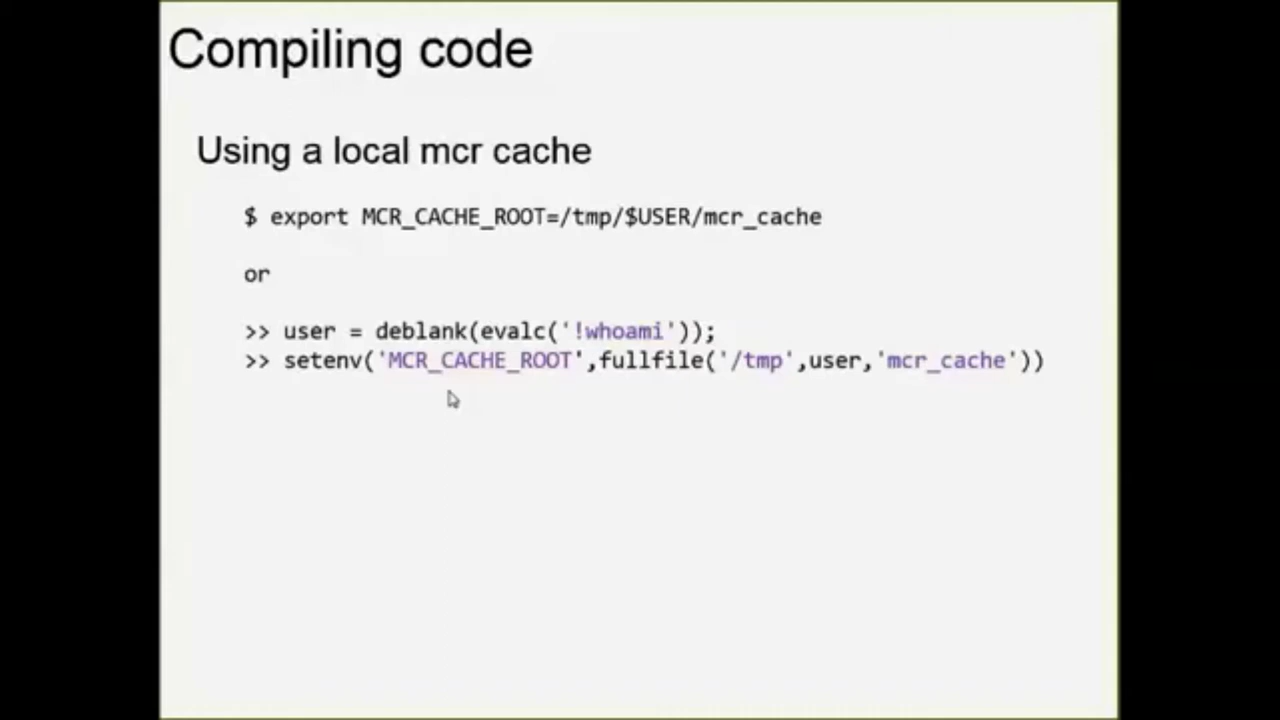 Compiling code
Using a local mcr cache
$ export MCR_CACHE_ROOT=/tmp/$USER/mcr_cache
or
>> user = deblank(evalc('!whoami'));
>> setenv('MCR_CACHE_ROOT',fullfile('/tmp',user,'mcr_cache'))